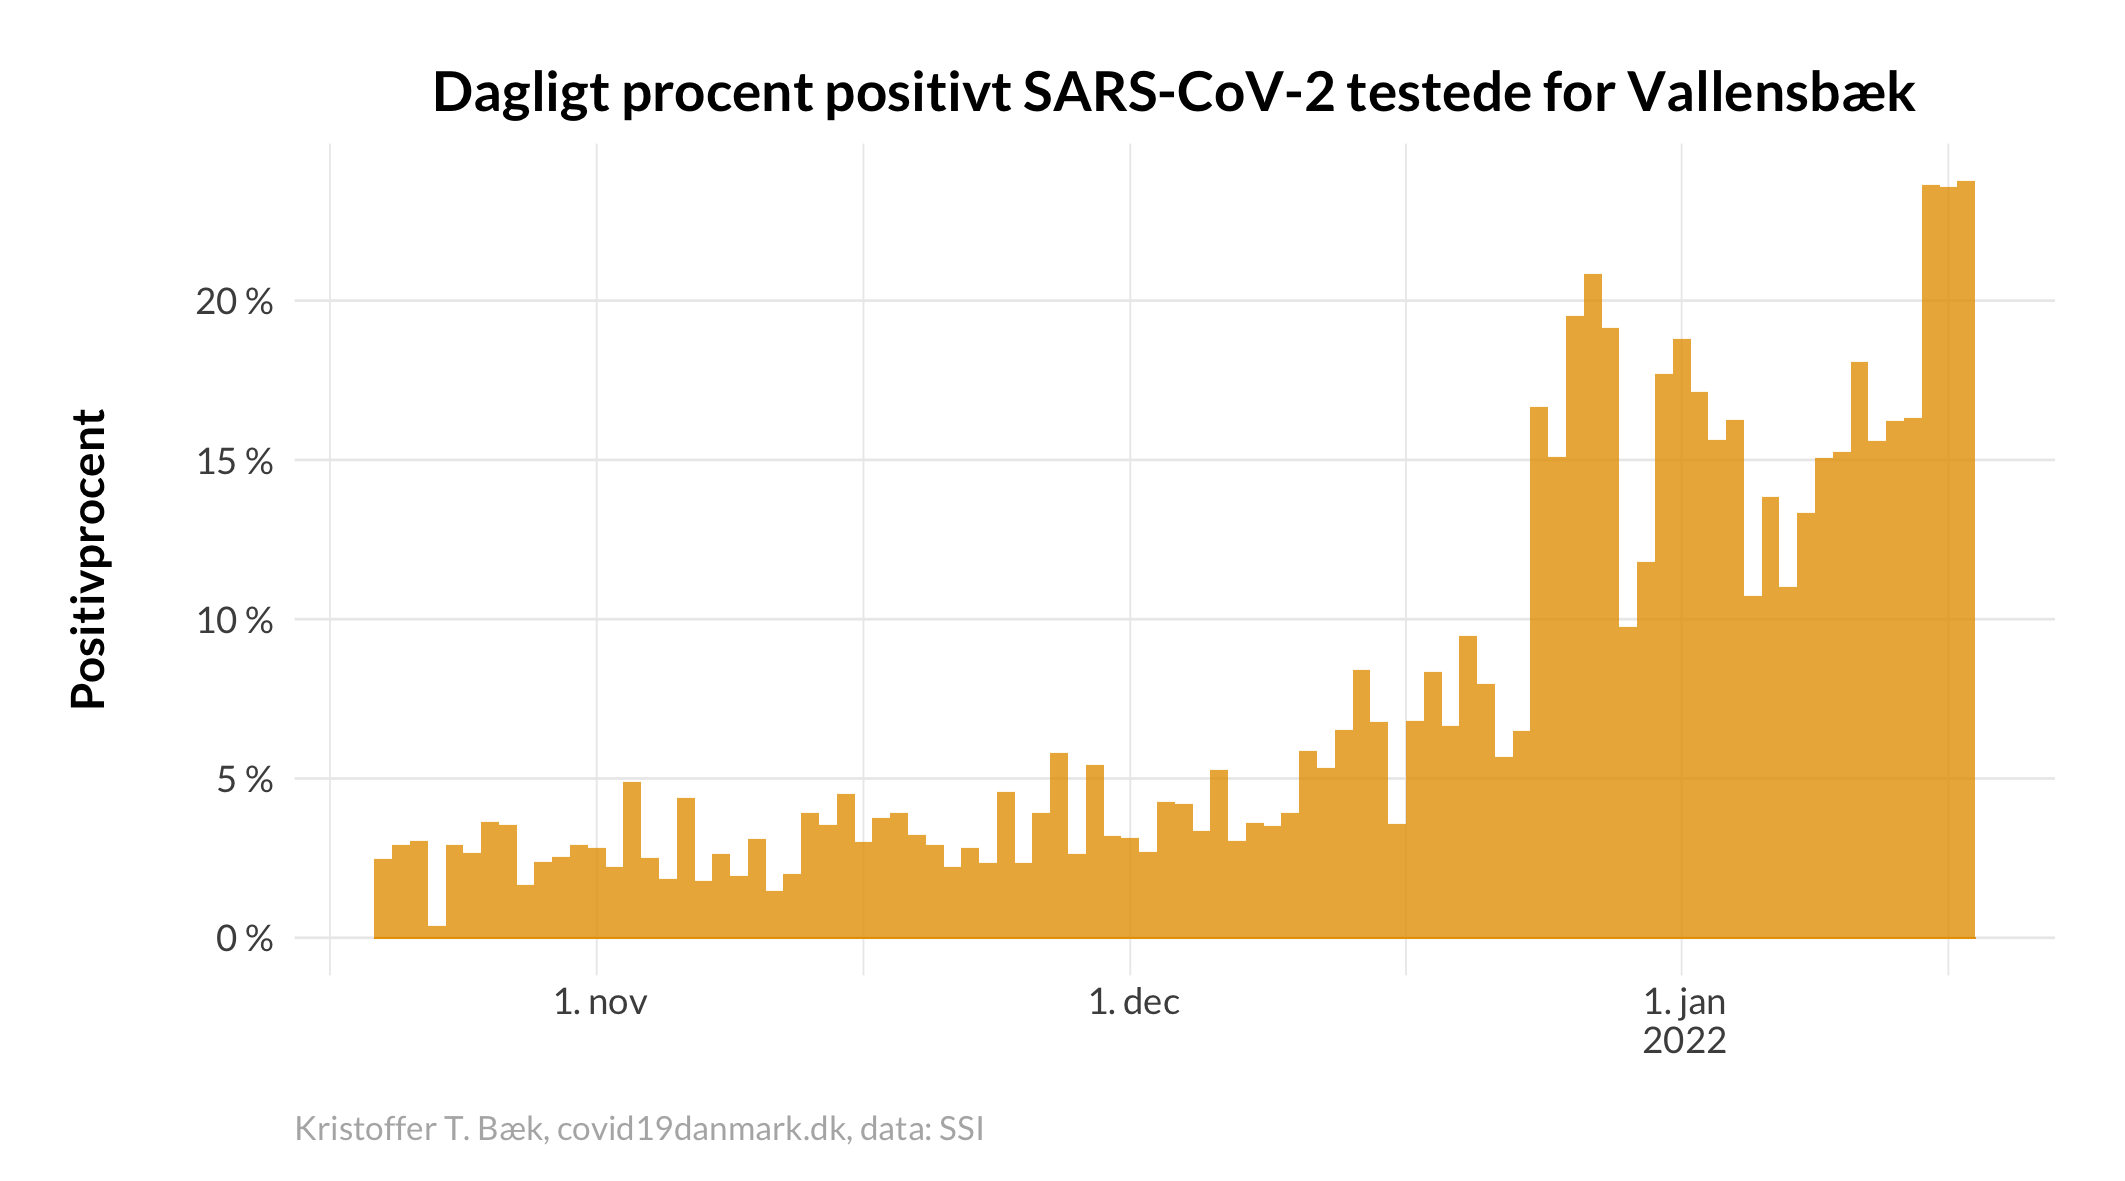 Dagligt procent positivt SARS-CoV-2 testede for Vallensbæk
Positivprocent
20 %
15 %
10 %
5 %
0 %
1. nov
1. dec
1. jan
2022
Kristoffer T. Bæk, covid19danmark.dk, data: SSI